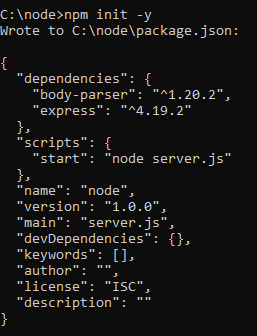 C:\node>npm init -y
Wrote to C:\node\package.json:
{
"dependencies": {
"body-parser": "^1.20.2",
"express": "^4.19.2"
},
"scripts": {
"start": "node server.js"
},
"name": "node",
"version": "1.0.0",
"main": "server.js",
"devDependencies": {},
"keywords": [],
"author": "",
"license": "ISC",
"description": ""
}